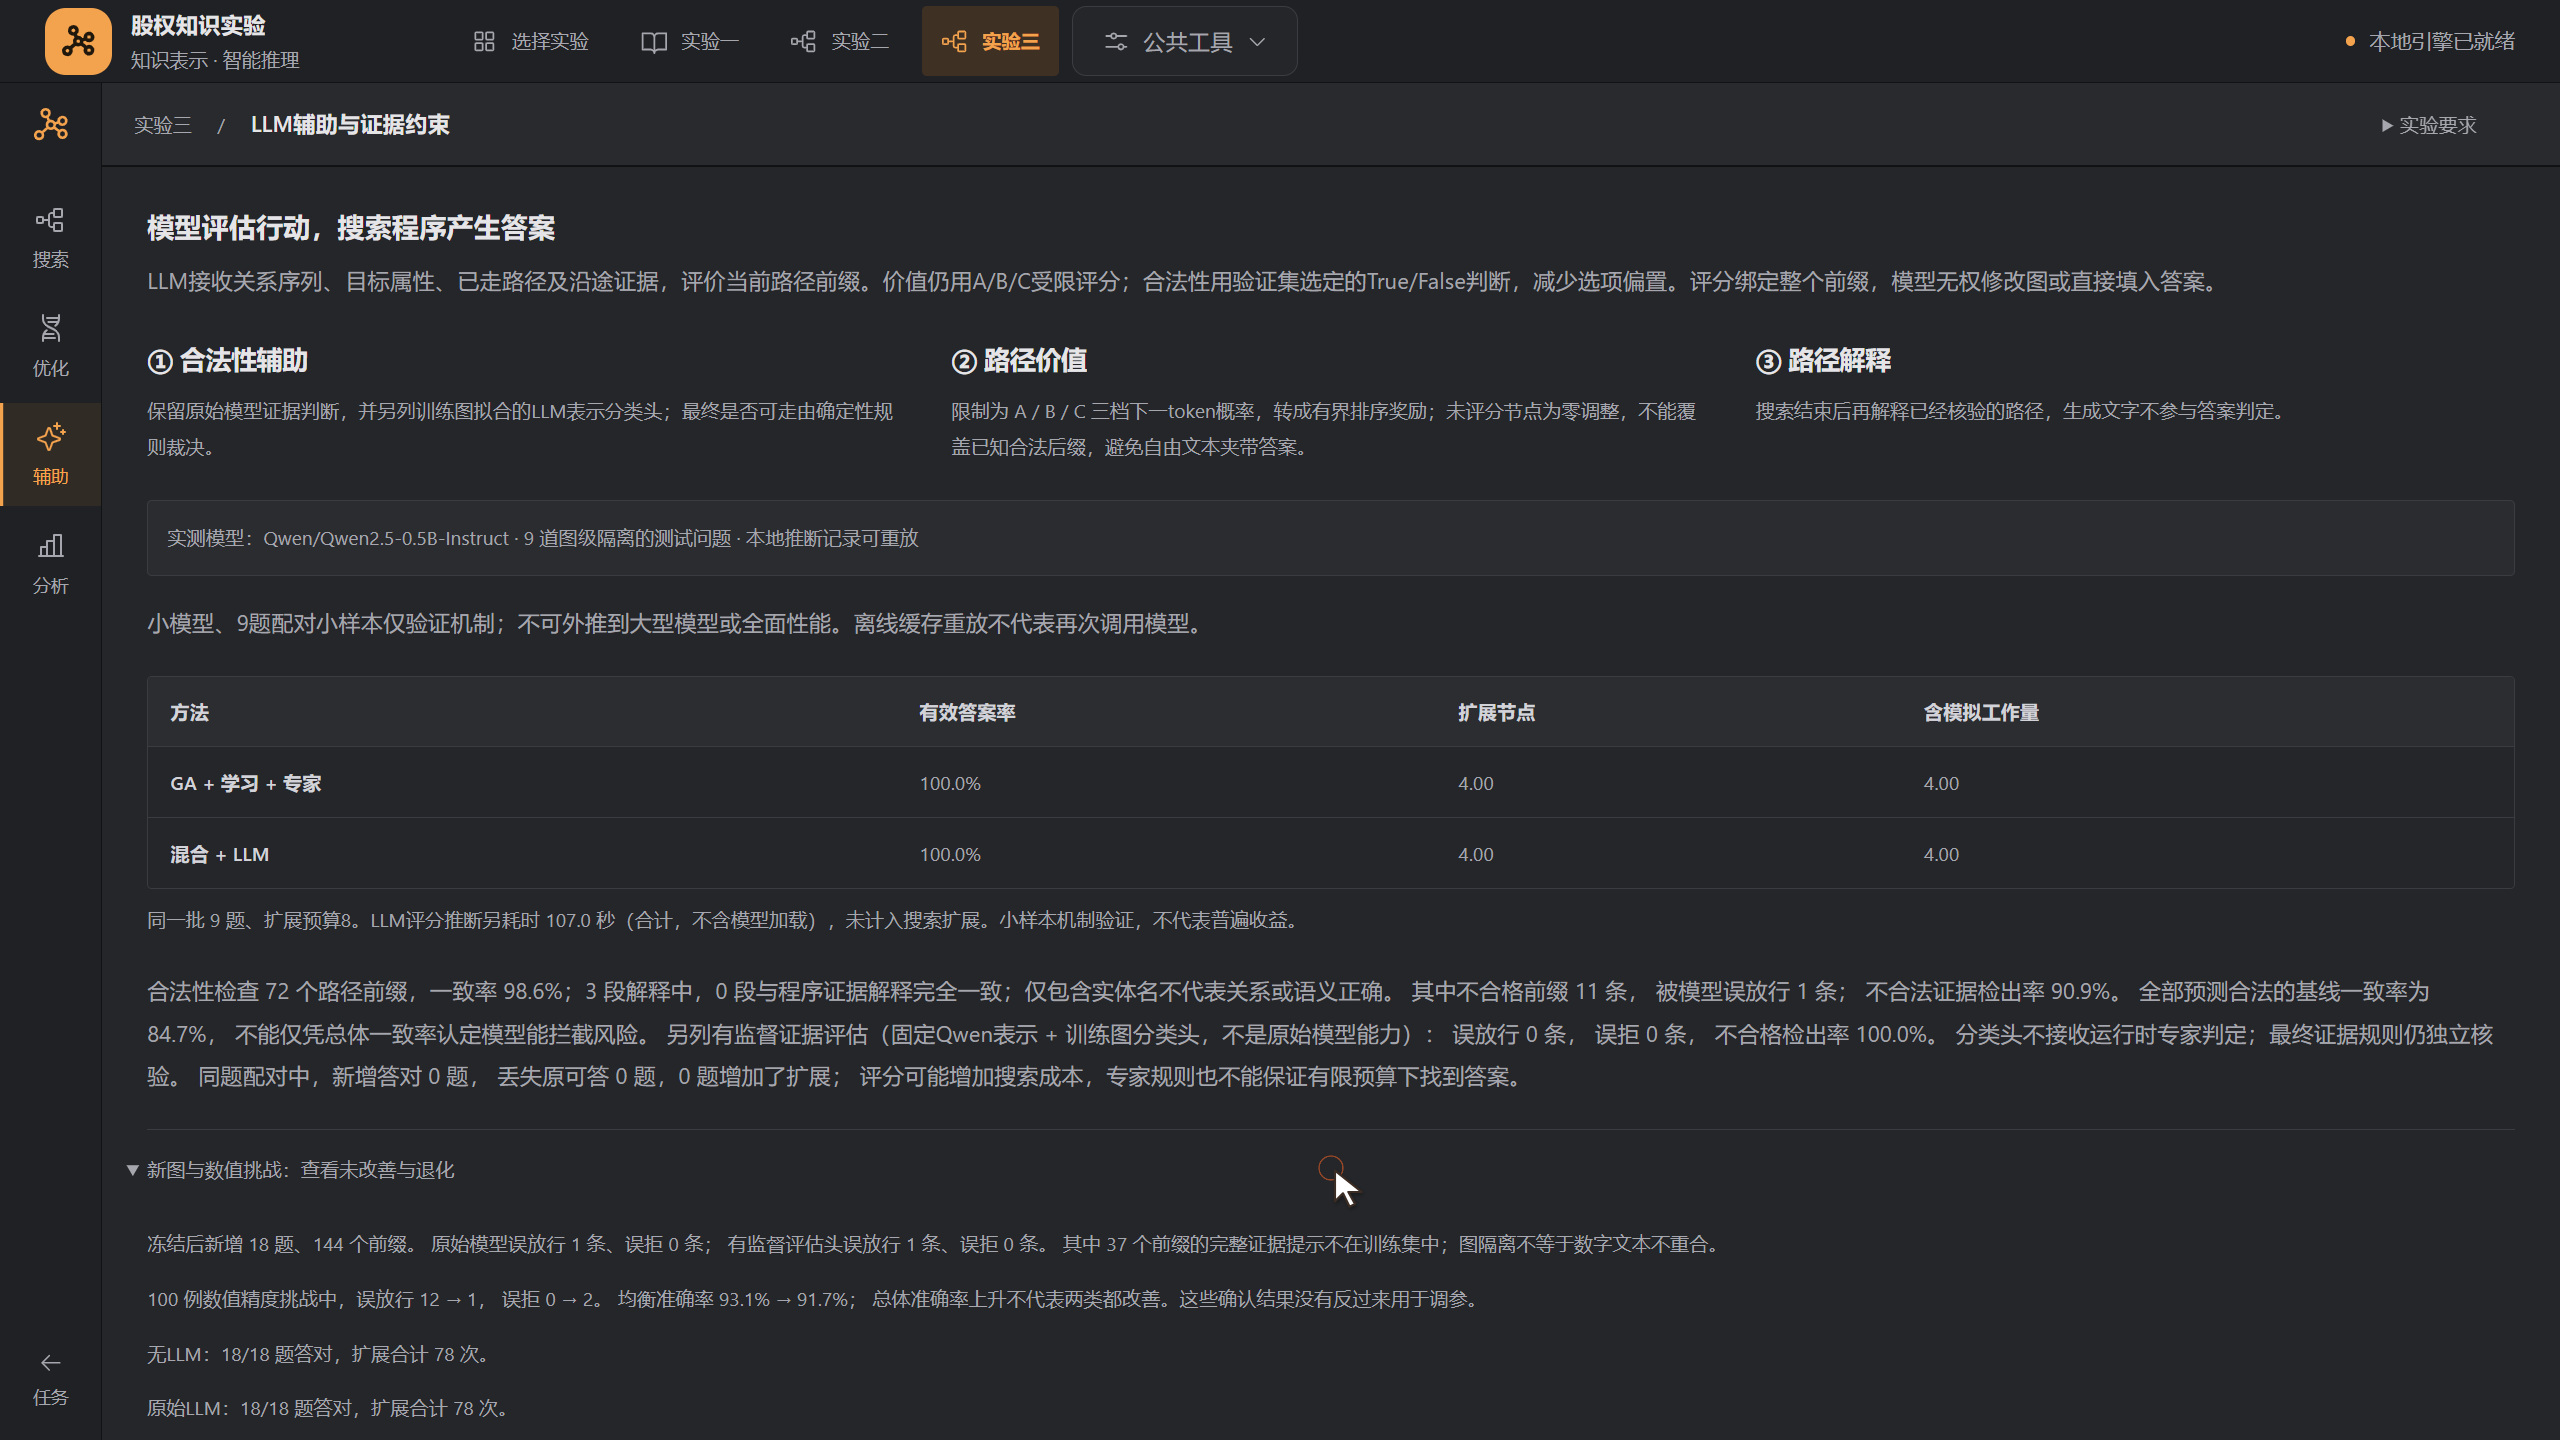 股权知识实验
知识表示 · 智能推理
选择实验
实验一
实验二
实验三
公共工具
本地引擎已就绪
实验三 / LLM辅助与证据约束
▶ 实验要求
搜索
优化
辅助
分析
任务
模型评估行动，搜索程序产生答案
LLM接收关系序列、目标属性、已走路径及沿途证据，评价当前路径前缀。价值仍用A/B/C受限评分；合法性用验证集选定的True/False判断，减少选项偏置。评分绑定整个前缀，模型无权修改图或直接填入答案。
① 合法性辅助
保留原始模型证据判断，并另列训练图拟合的LLM表示分类头；最终是否可走由确定性规
则裁决。
② 路径价值
限制为 A / B / C 三档下一token概率，转成有界排序奖励；未评分节点为零调整，不能覆
盖已知合法后缀，避免自由文本夹带答案。
③ 路径解释
搜索结束后再解释已经核验的路径，生成文字不参与答案判定。
实测模型：Qwen/Qwen2.5-0.5B-Instruct · 9 道图级隔离的测试问题 · 本地推断记录可重放
小模型、9题配对小样本仅验证机制；不可外推到大型模型或全面性能。离线缓存重放不代表再次调用模型。
方法 有效答案率 扩展节点 含模拟工作量
GA + 学习 + 专家 100.0% 4.00 4.00
混合 + LLM 100.0% 4.00 4.00
同一批 9 题、扩展预算8。LLM评分推断另耗时 107.0 秒（合计，不含模型加载），未计入搜索扩展。小样本机制验证，不代表普遍收益。
合法性检查 72 个路径前缀，一致率 98.6%；3 段解释中，0 段与程序证据解释完全一致；仅包含实体名不代表关系或语义正确。 其中不合格前缀 11 条， 被模型误放行 1 条； 不合法证据检出率 90.9%。 全部预测合法的基线一致率为
84.7%， 不能仅凭总体一致率认定模型能拦截风险。 另列有监督证据评估（固定Qwen表示 + 训练图分类头，不是原始模型能力）： 误放行 0 条， 误拒 0 条， 不合格检出率 100.0%。 分类头不接收运行时专家判定；最终证据规则仍独立核
验。 同题配对中，新增答对 0 题， 丢失原可答 0 题，0 题增加了扩展； 评分可能增加搜索成本，专家规则也不能保证有限预算下找到答案。
▼ 新图与数值挑战：查看未改善与退化
冻结后新增 18 题、144 个前缀。 原始模型误放行 1 条、误拒 0 条； 有监督评估头误放行 1 条、误拒 0 条。 其中 37 个前缀的完整证据提示不在训练集中；图隔离不等于数字文本不重合。
100 例数值精度挑战中，误放行 12 → 1， 误拒 0 → 2。 均衡准确率 93.1% → 91.7%； 总体准确率上升不代表两类都改善。这些确认结果没有反过来用于调参。
无LLM：18/18 题答对，扩展合计 78 次。
原始LLM：18/18 题答对，扩展合计 78 次。